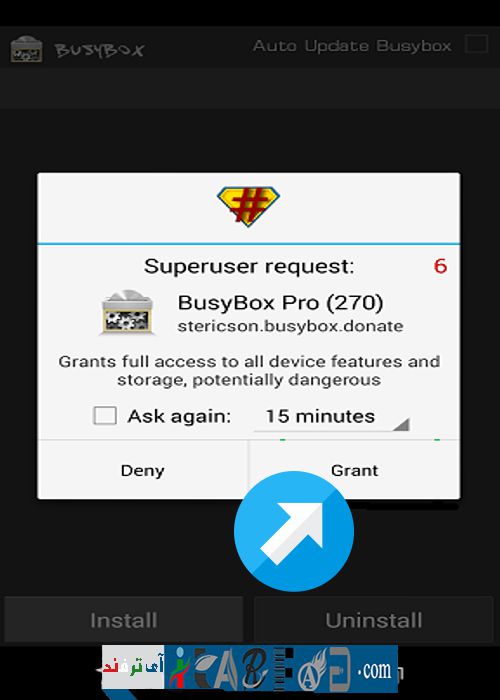 BUSYBOX
Auto Update Busybox
Superuser request:
6
BusyBox Pro (270)
stericson.busybox.donate
Grants full access to all device features and
storage, potentially dangerous
Ask again:
15 minutes
Deny
Grant
Install
Uninstall
آی ترفند
.com